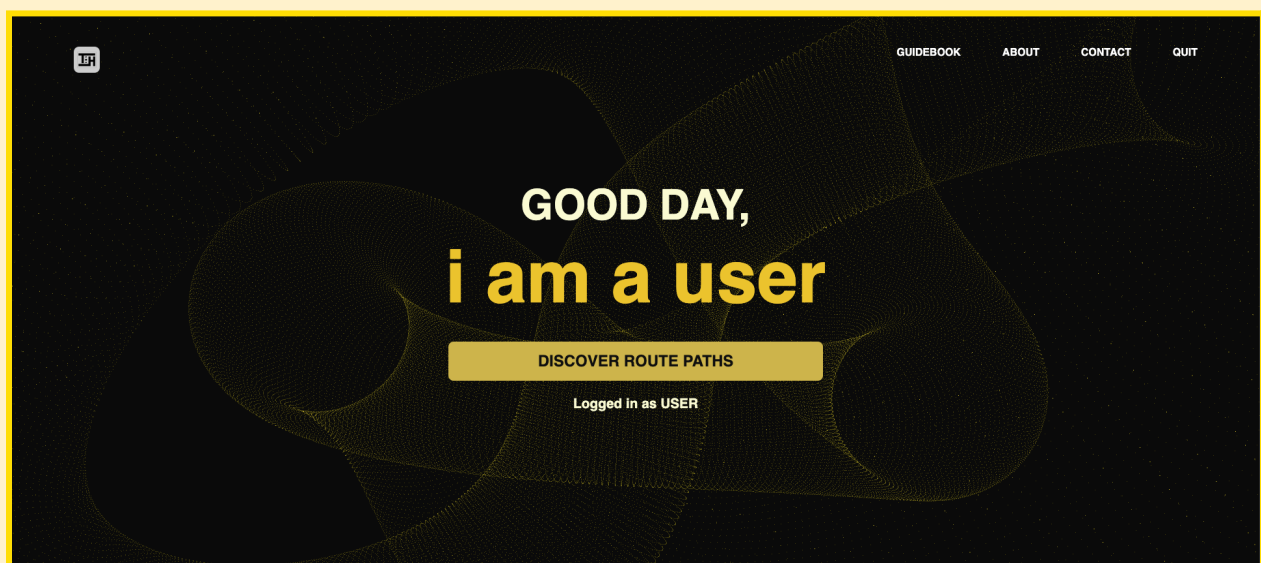 GUIDEBOOK ABOUT CONTACT QUIT
GOOD DAY,
i am a user
DISCOVER ROUTE PATHS
Logged in as USER